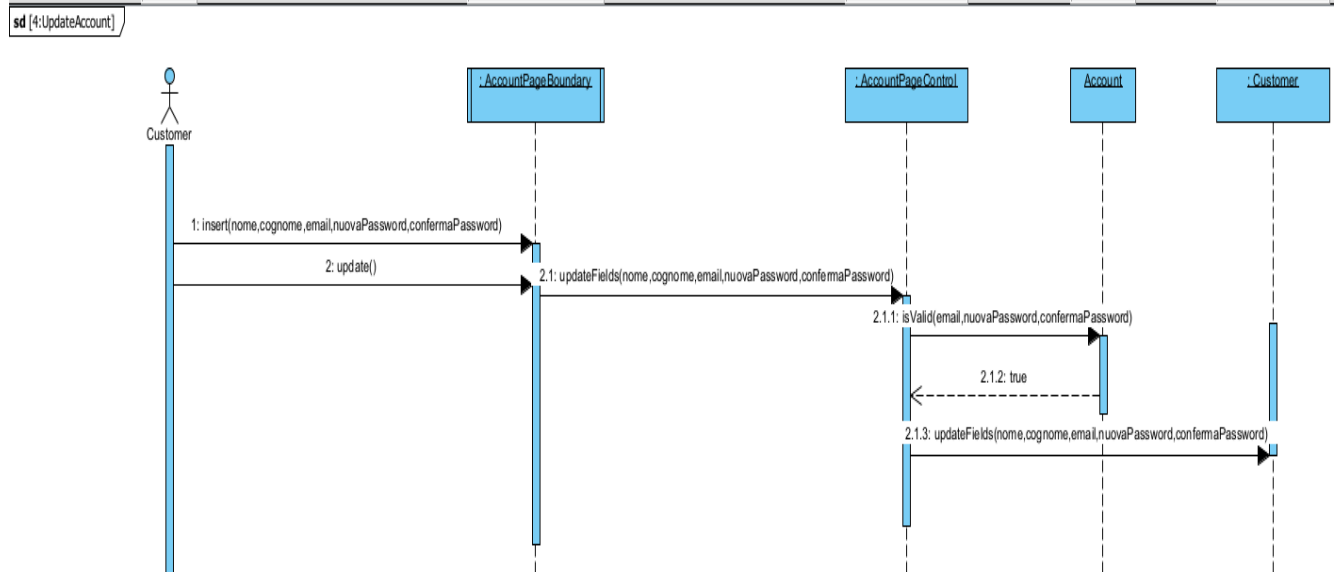 sd [4:UpdateAccount]
: AccountPageBoundary
: AccountPageControl
Account
: Customer
Customer
1: insert(nome,cognome,email,nuovaPassword,confermaPassword)
2: update()
2.1: updateFields(nome,cognome,email,nuovaPassword,confermaPassword)
2.1.1: isValid(email,nuovaPassword,confermaPassword)
2.1.2: true
2.1.3: updateFields(nome,cognome,email,nuovaPassword,confermaPassword)